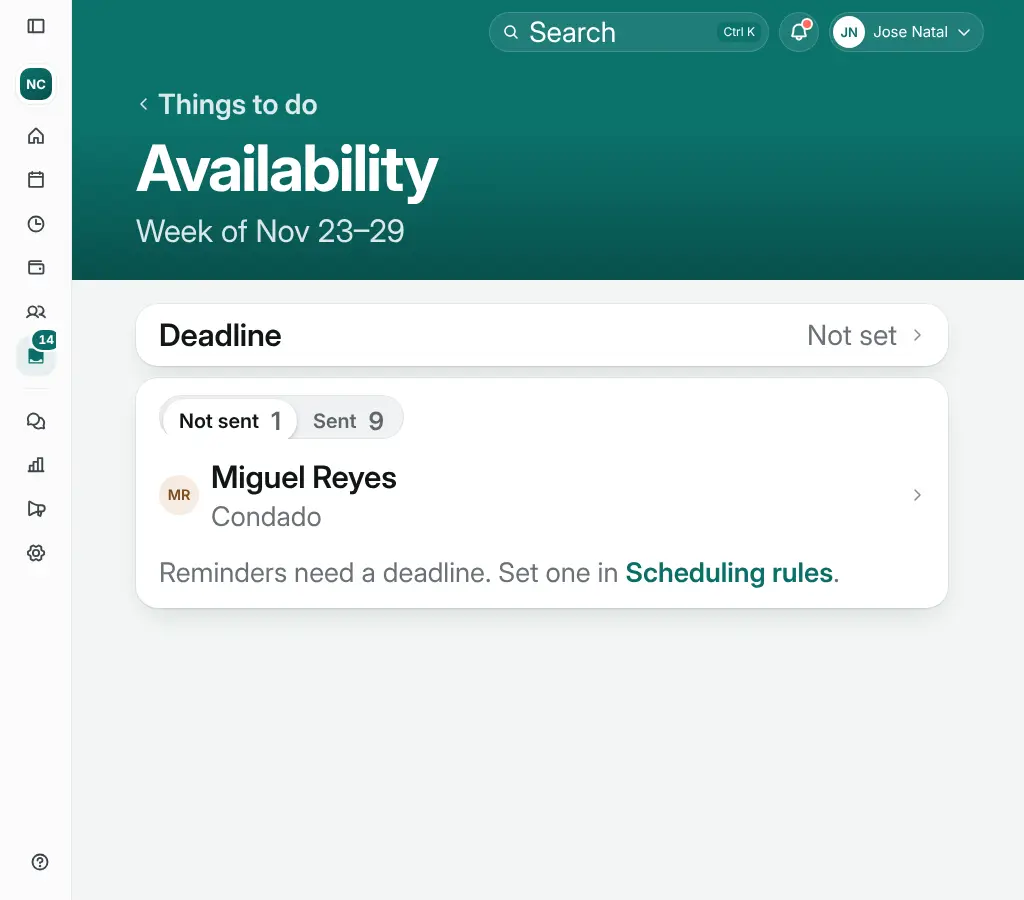 Search
Ctrl K
JN
Jose Natal
NC
Things to do
Availability
Week of Nov 23–29
14
Deadline
Not set
Not sent 1
Sent 9
MR
Miguel Reyes
Condado
Reminders need a deadline. Set one in Scheduling rules.